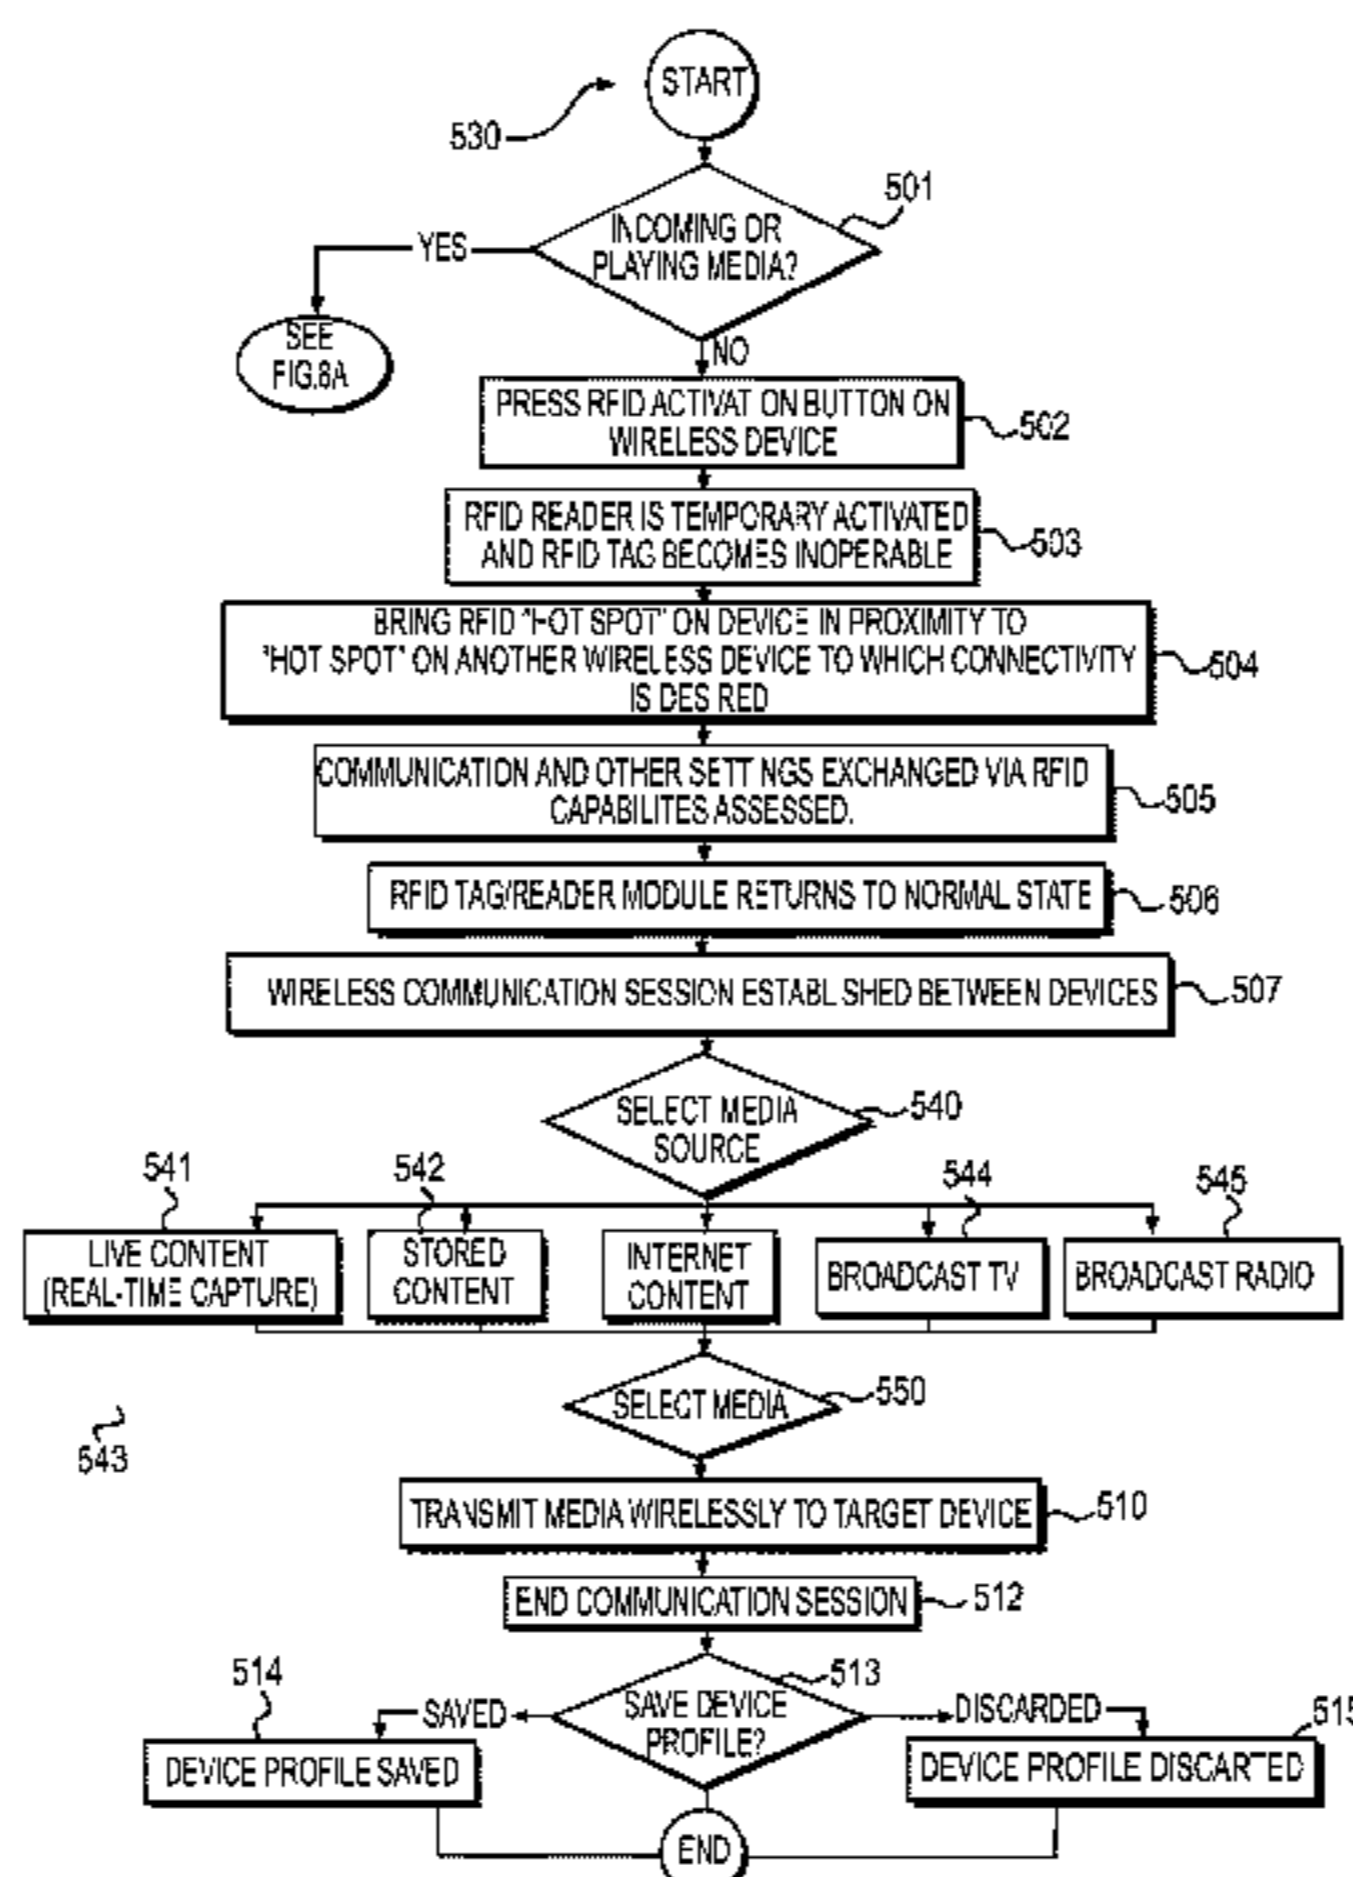 START
530
501
INCOMING OR
PLAYING MEDIA?
YES
SEE
FIG.8A
NO
PRESS RFID ACTIVAT ON BUTTON ON
WIRELESS DEVICE
502
RFID READER IS TEMPORARY ACTIVATED
AND RFID TAG BECOMES INOPERABLE
503
BRING RFID "HOT SPOT" ON DEVICE IN PROXIMITY TO
"HOT SPOT" ON ANOTHER WIRELESS DEVICE TO WHICH CONNECTIVITY
IS DES RED
504
COMMUNICATION AND OTHER SETTINGS EXCHANGED VIA RFID
CAPABILITES ASSESSED.
505
RFID TAG/READER MODULE RETURNS TO NORMAL STATE
506
WIRELESS COMMUNICATION SESSION ESTABL SHED BETWEEN DEVICES
507
SELECT MEDIA
SOURCE
540
541
542
544
545
LIVE CONTENT
(REAL-TIME CAPTURE)
STORED
CONTENT
INTERNET
CONTENT
BROADCAST TV
BROADCAST RADIO
SELECT MEDIA
550
543
TRANSMIT MEDIA WIRELESSLY TO TARGET DEVICE
510
END COMMUNICATION SESSION
512
514
513
SAVED
SAVE DEVICE
PROFILE?
DISCARDED
515
DEVICE PROFILE SAVED
DEVICE PROFILE DISCARTED
END